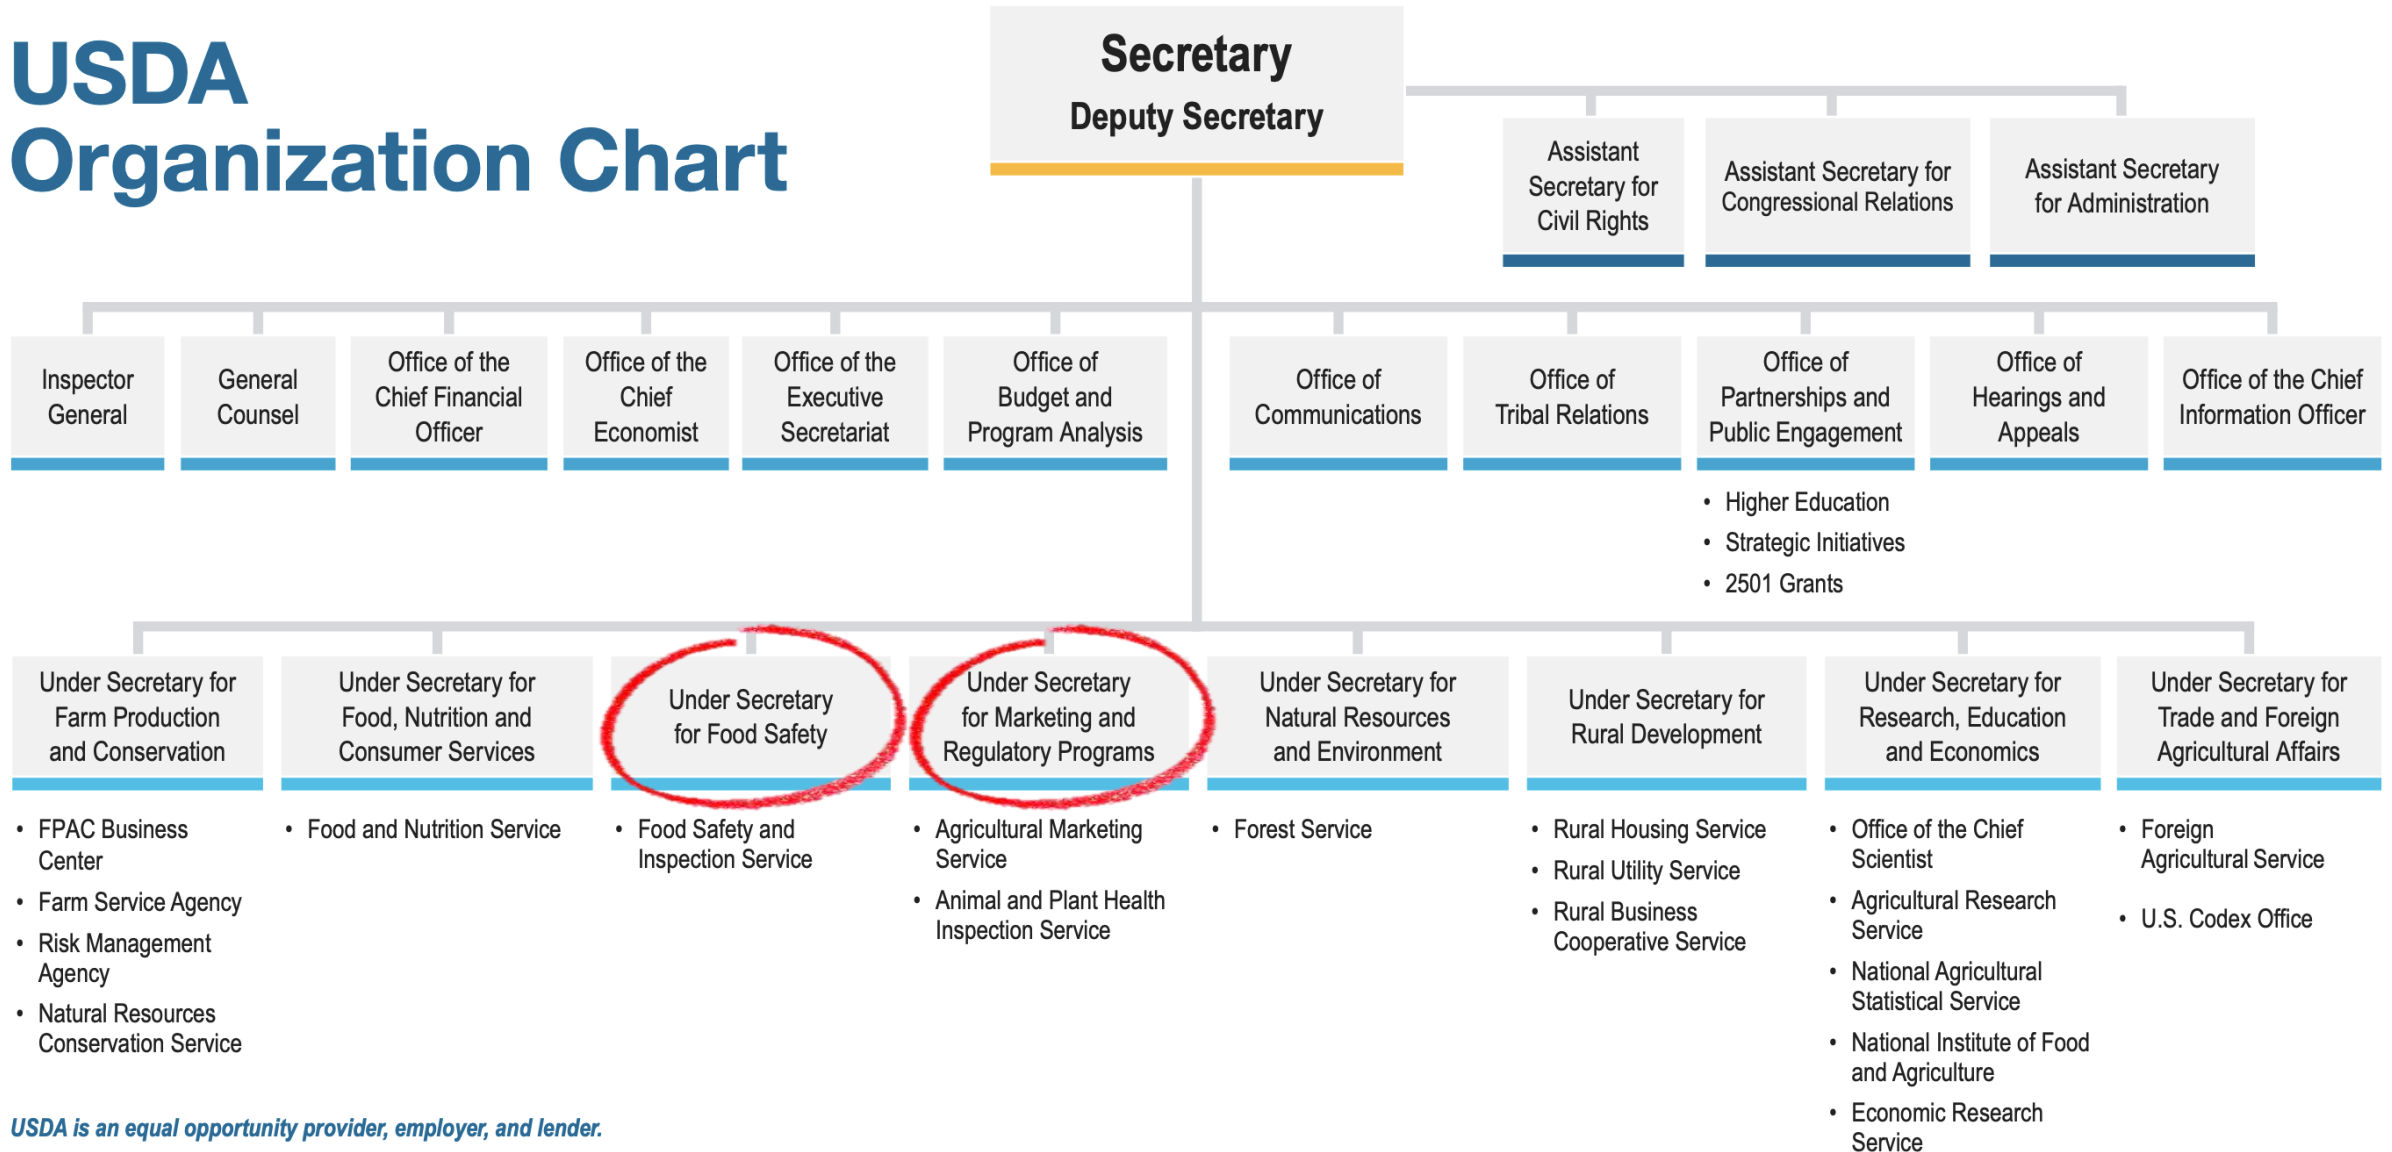 USDA
Organization Chart
Secretary
Deputy Secretary
Assistant
Secretary for
Civil Rights
Assistant Secretary for
Congressional Relations
Assistant Secretary
for Administration
Inspector
General
General
Counsel
Office of the
Chief Financial
Officer
Office of the
Chief
Economist
Office of the
Executive
Secretariat
Office of
Budget and
Program Analysis
Office of
Communications
Office of
Tribal Relations
Office of
Partnerships and
Public Engagement
• Higher Education
• Strategic Initiatives
• 2501 Grants
Office of
Hearings and
Appeals
Office of the Chief
Information Officer
Under Secretary for
Farm Production
and Conservation
• FPAC Business
Center
• Farm Service Agency
• Risk Management
Agency
• Natural Resources
Conservation Service
Under Secretary for
Food, Nutrition and
Consumer Services
• Food and Nutrition Service
Under Secretary
for Food Safety
• Food Safety and
Inspection Service
Under Secretary
for Marketing and
Regulatory Programs
• Agricultural Marketing
Service
• Animal and Plant Health
Inspection Service
Under Secretary for
Natural Resources
and Environment
• Forest Service
Under Secretary for
Rural Development
• Rural Housing Service
• Rural Utility Service
• Rural Business
Cooperative Service
Under Secretary for
Research, Education
and Economics
• Office of the Chief
Scientist
• Agricultural Research
Service
• National Agricultural
Statistical Service
• National Institute of Food
and Agriculture
• Economic Research
Service
Under Secretary for
Trade and Foreign
Agricultural Affairs
• Foreign
Agricultural Service
• U.S. Codex Office
USDA is an equal opportunity provider, employer, and lender.